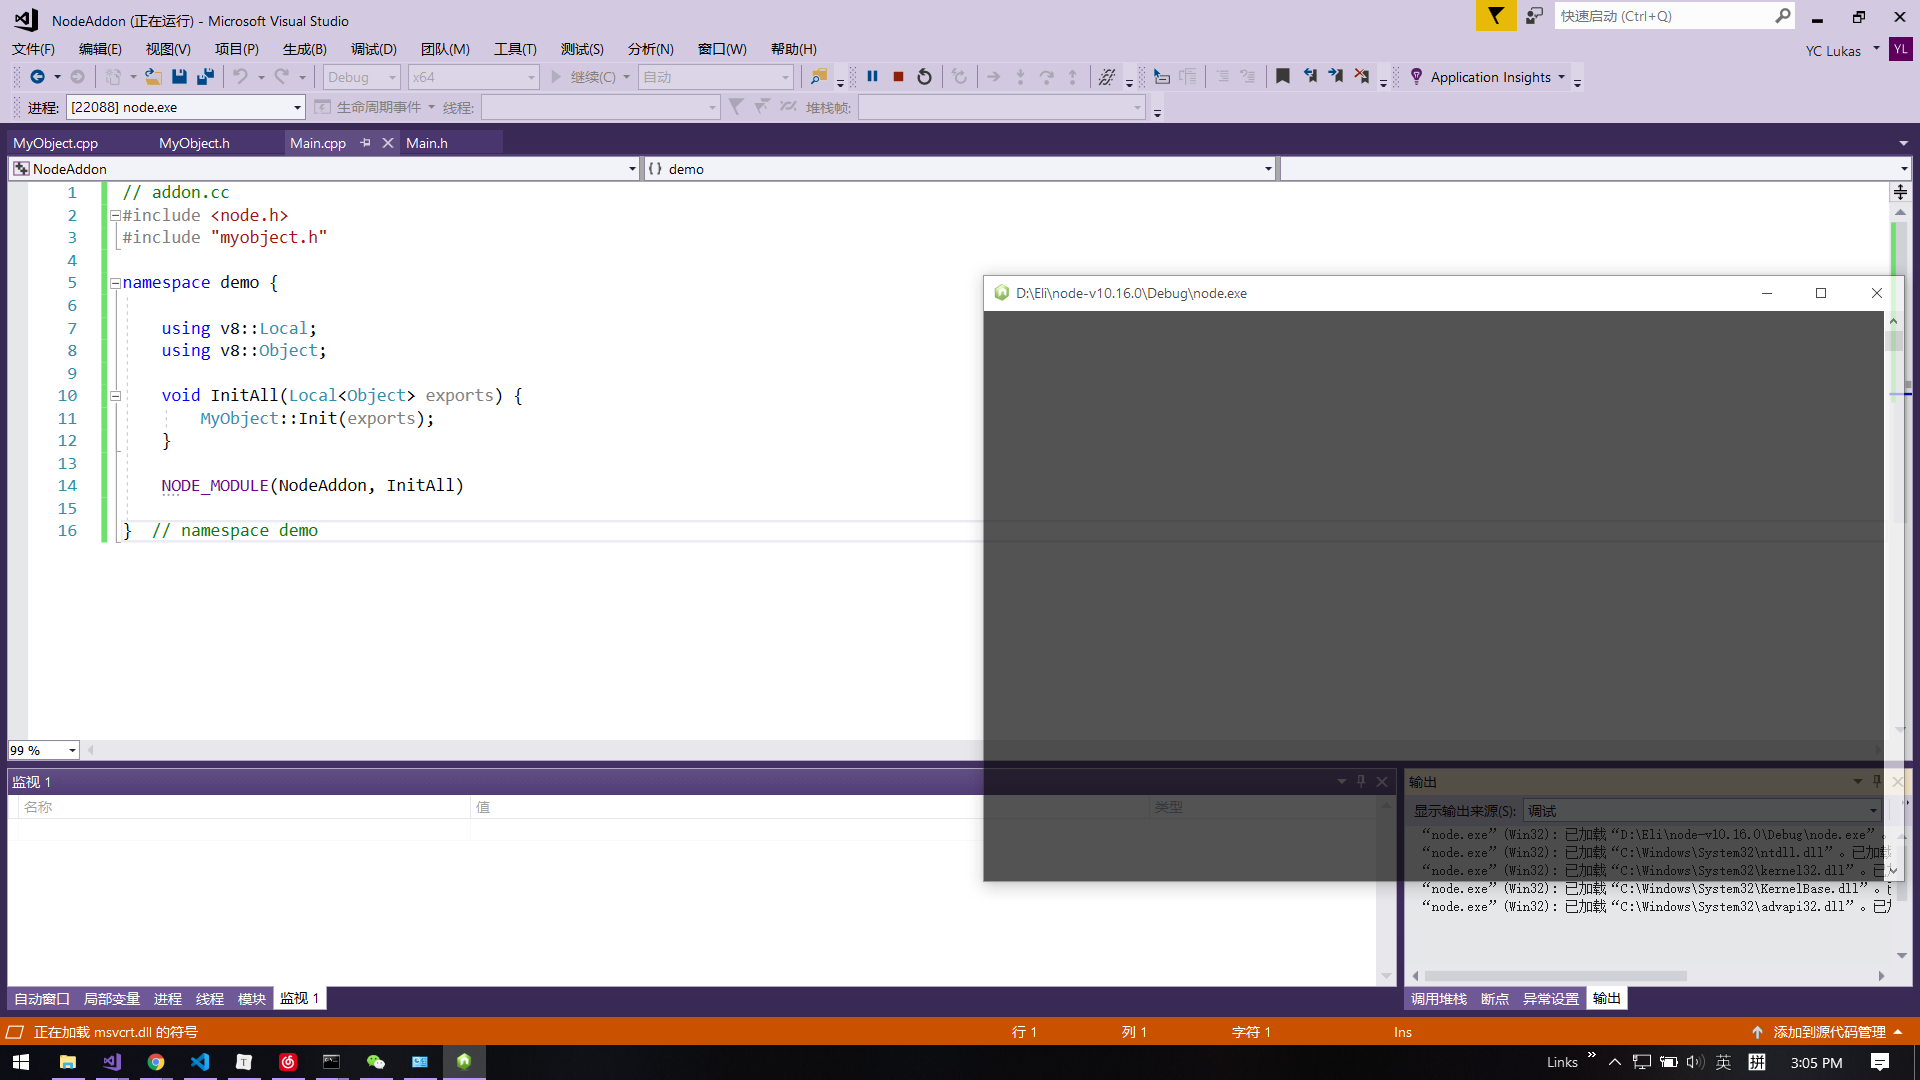 NodeAddon (正在运行) - Microsoft Visual Studio
快速启动 (Ctrl+Q)
文件(F) 编辑(E) 视图(V) 项目(P) 生成(B) 调试(D) 团队(M) 工具(T) 测试(S) 分析(N) 窗口(W) 帮助(H)
YC Lukas YL
Debug x64 继续(C) 自动 Application Insights
进程: [22088] node.exe 生命周期事件 线程: 堆栈帧:
MyObject.cpp MyObject.h Main.cpp Main.h
NodeAddon {} demo
1 // addon.cc
2 #include <node.h>
3 #include "myobject.h"
4
5 namespace demo {
6
7 using v8::Local;
8 using v8::Object;
9
10 void InitAll(Local<Object> exports) {
11 MyObject::Init(exports);
12 }
13
14 NODE_MODULE(NodeAddon, InitAll)
15
16 } // namespace demo
D:\Eli\node-v10.16.0\Debug\node.exe
99 %
监视 1
名称 值 类型
输出
显示输出来源(S): 调试
“node.exe”(Win32): 已加载“D:\Eli\node-v10.16.0\Debug\node.exe”。
“node.exe”(Win32): 已加载“C:\Windows\System32\ntdll.dll”。已加载
“node.exe”(Win32): 已加载“C:\Windows\System32\kernel32.dll”。已
“node.exe”(Win32): 已加载“C:\Windows\System32\KernelBase.dll”。
“node.exe”(Win32): 已加载“C:\Windows\System32\advapi32.dll”。已
自动窗口 局部变量 进程 线程 模块 监视 1
调用堆栈 断点 异常设置 输出
正在加载 msvcrt.dll 的符号 行 1 列 1 字符 1 Ins 添加到源代码管理
Links 英 拼 3:05 PM